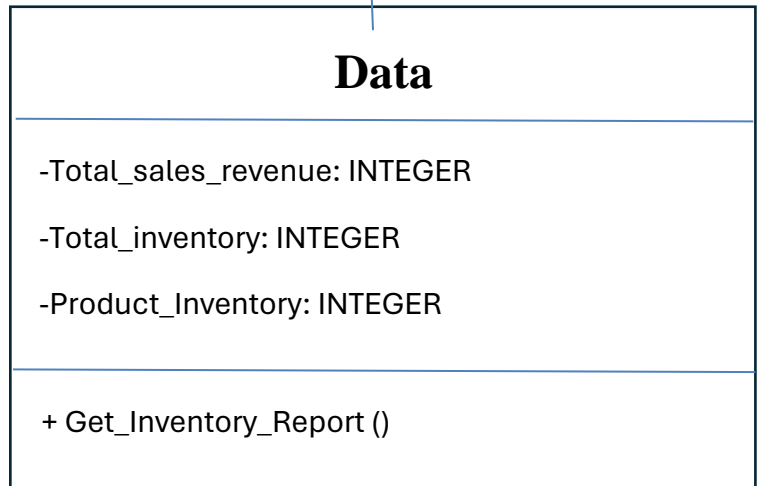 Data
-Total_sales_revenue: INTEGER
-Total_inventory: INTEGER
-Product_Inventory: INTEGER
+ Get_Inventory_Report ()